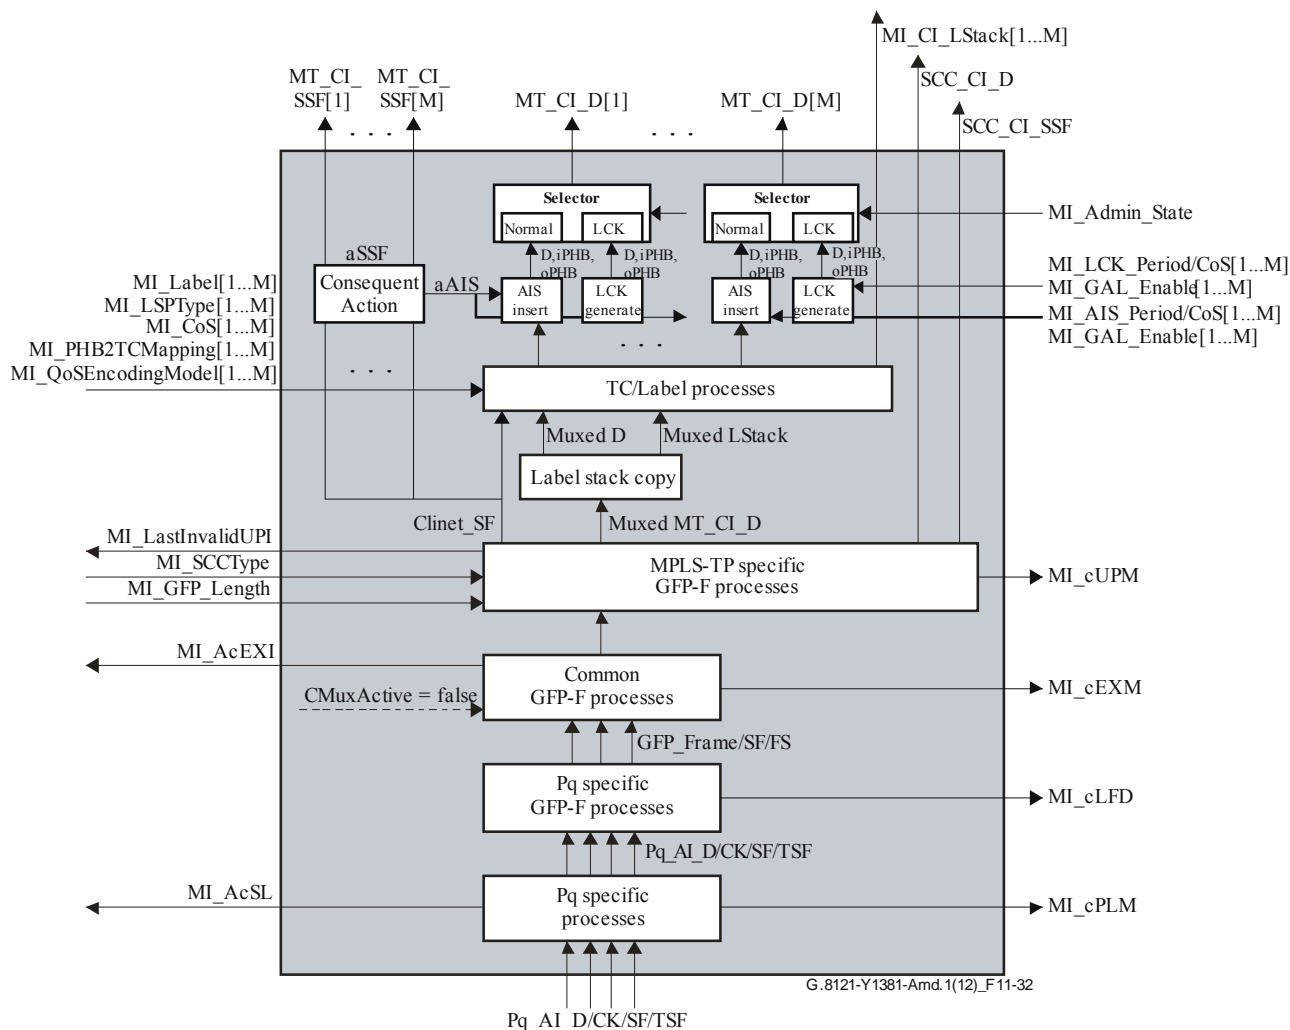 MI_CI_LStack[1...M]
SCC_CI_D
SCC_CI_SSF
MT_CI_
SSF[1]
MT_CI_
SSF[M]
MT_CI_D[1]
MT_CI_D[M]
. . .
. . .
Selector
Normal
LCK
Selector
Normal
LCK
MI_Admin_State
D, iPHB,
oPHB
D, iPHB,
oPHB
D, iPHB,
oPHB
D, iPHB,
oPHB
aSSF
Consequent
Action
aAIS
AIS
insert
LCK
generate
AIS
insert
LCK
generate
MI_LCK_Period/CoS[1...M]
MI_GAL_Enable[1...M]
MI_AIS_Period/CoS[1...M]
MI_GAL_Enable[1...M]
MI_Label[1...M]
MI_LSPType[1...M]
MI_CoS[1...M]
MI_PHB2TCMapping[1...M]
MI_QoSEncodingModel[1...M]
. . .
. . .
TC/Label processes
Muxed D
Muxed LStack
Label stack copy
Clinet_SF
Muxed MT_CI_D
MI_LastInvalidUPI
MI_SCCType
MI_GFP_Length
MPLS-TP specific
GFP-F processes
MI_cUPM
MI_AcEXI
CMuxActive = false
Common
GFP-F processes
MI_cEXM
GFP_Frame/SF/FS
Pq specific
GFP-F processes
MI_cLFD
Pq_AI_D/CK/SF/TSF
MI_AcSL
Pq specific
processes
MI_cPLM
G.8121-Y1381-Amd.1(12)_F11-32
Pq_AI_D/CK/SF/TSF